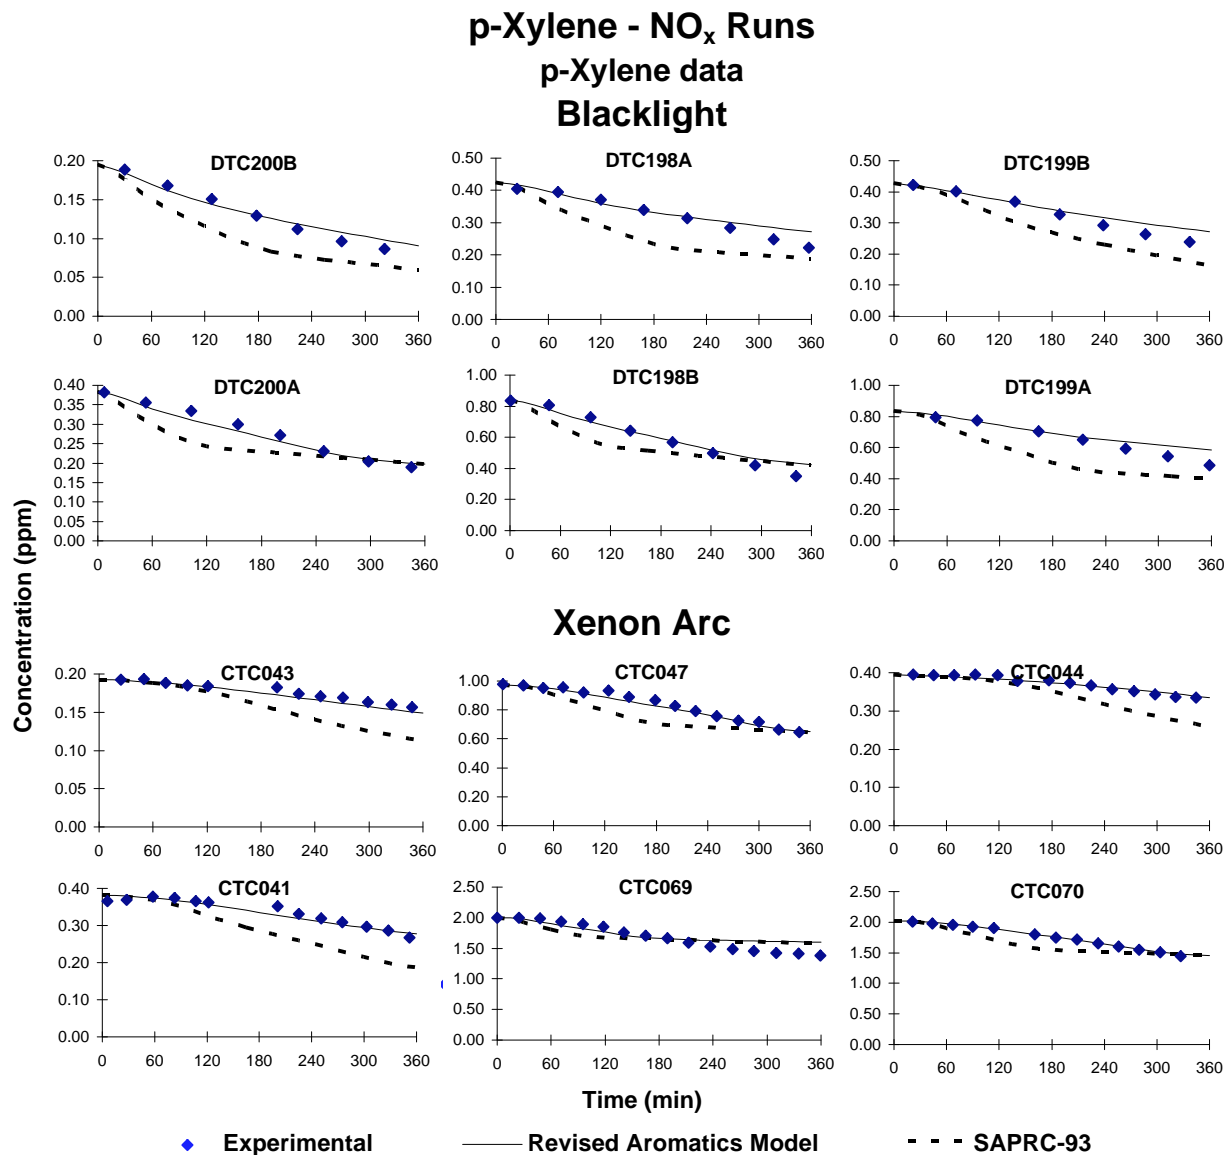 p-Xylene - NOx Runs
p-Xylene data
Blacklight
DTC200B
0.20
0.15
0.10
0.05
0.00
0 60 120 180 240 300 360
DTC198A
0.50
0.40
0.30
0.20
0.10
0.00
0 60 120 180 240 300 360
DTC199B
0.50
0.40
0.30
0.20
0.10
0.00
0 60 120 180 240 300 360
DTC200A
0.40
0.35
0.30
0.25
0.20
0.15
0.10
0.05
0.00
0 60 120 180 240 300 360
DTC198B
1.00
0.80
0.60
0.40
0.20
0.00
0 60 120 180 240 300 360
DTC199A
1.00
0.80
0.60
0.40
0.20
0.00
0 60 120 180 240 300 360
Concentration (ppm)
Xenon Arc
CTC043
0.20
0.15
0.10
0.05
0.00
0 60 120 180 240 300 360
CTC047
1.00
0.80
0.60
0.40
0.20
0.00
0 60 120 180 240 300 360
CTC044
0.40
0.30
0.20
0.10
0.00
0 60 120 180 240 300 360
CTC041
0.40
0.30
0.20
0.10
0.00
0 60 120 180 240 300 360
CTC069
2.50
2.00
1.50
1.00
0.50
0.00
0 60 120 180 240 300 360
CTC070
2.50
2.00
1.50
1.00
0.50
0.00
0 60 120 180 240 300 360
Time (min)
Experimental Revised Aromatics Model SAPRC-93